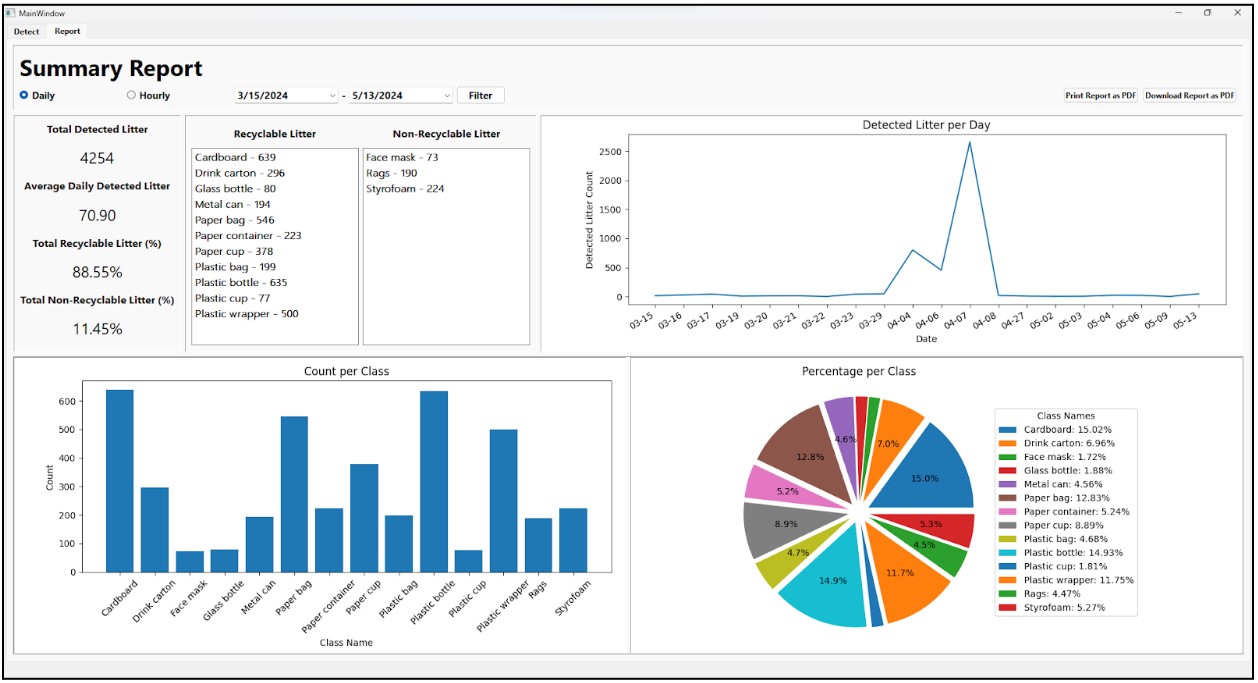 MainWindow
Detect Report
Summary Report
Daily Hourly 3/15/2024 - 5/13/2024 Filter Print Report as PDF Download Report as PDF
Total Detected Litter
4254
Average Daily Detected Litter
70.90
Total Recyclable Litter (%)
88.55%
Total Non-Recyclable Litter (%)
11.45%
Recyclable Litter
Cardboard - 639
Drink carton - 296
Glass bottle - 80
Metal can - 194
Paper bag - 546
Paper container - 223
Paper cup - 378
Plastic bag - 199
Plastic bottle - 635
Plastic cup - 77
Plastic wrapper - 500
Non-Recyclable Litter
Face mask - 73
Rags - 190
Styrofoam - 224
Detected Litter per Day
Detected Litter Count
2500
2000
1500
1000
500
0
03-15 03-16 03-17 03-19 03-20 03-21 03-22 03-23 03-29 04-04 04-06 04-07 04-08 04-27 05-02 05-03 05-04 05-06 05-09 05-13
Date
Count per Class
Count
600
500
400
300
200
100
0
Cardboard Drink carton Face mask Glass bottle Metal can Paper bag Paper container Paper cup Plastic bag Plastic bottle Plastic cup Plastic wrapper Rags Styrofoam
Class Name
Percentage per Class
4.6%
7.0%
12.8%
15.0%
5.2%
8.9%
5.3%
4.5%
4.7%
11.7%
14.9%
Class Names
Cardboard: 15.02%
Drink carton: 6.96%
Face mask: 1.72%
Glass bottle: 1.88%
Metal can: 4.56%
Paper bag: 12.83%
Paper container: 5.24%
Paper cup: 8.89%
Plastic bag: 4.68%
Plastic bottle: 14.93%
Plastic cup: 1.81%
Plastic wrapper: 11.75%
Rags: 4.47%
Styrofoam: 5.27%